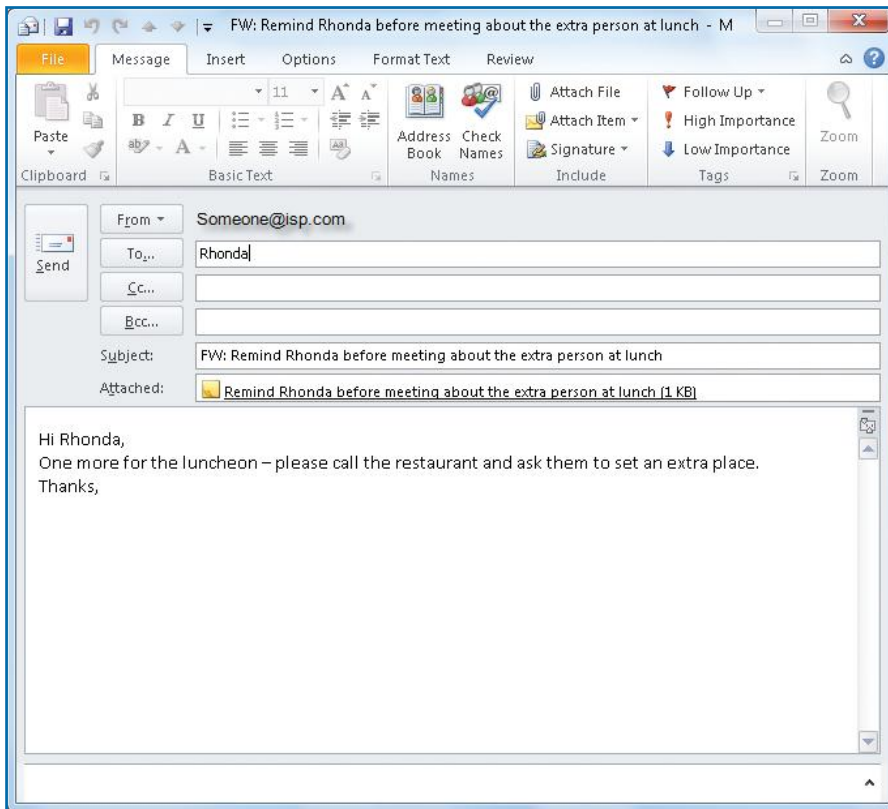 FW: Remind Rhonda before meeting about the extra person at lunch - M
File Message Insert Options Format Text Review
Paste
Clipboard
11
B I U
Basic Text
Address Book
Check Names
Names
Attach File
Attach Item
Signature
Include
Follow Up
High Importance
Low Importance
Tags
Zoom
Zoom
Send
From Someone@isp.com
To... Rhonda
Cc...
Bcc...
Subject: FW: Remind Rhonda before meeting about the extra person at lunch
Attached: Remind Rhonda before meeting about the extra person at lunch (1 KB)
Hi Rhonda,
One more for the luncheon – please call the restaurant and ask them to set an extra place.
Thanks,